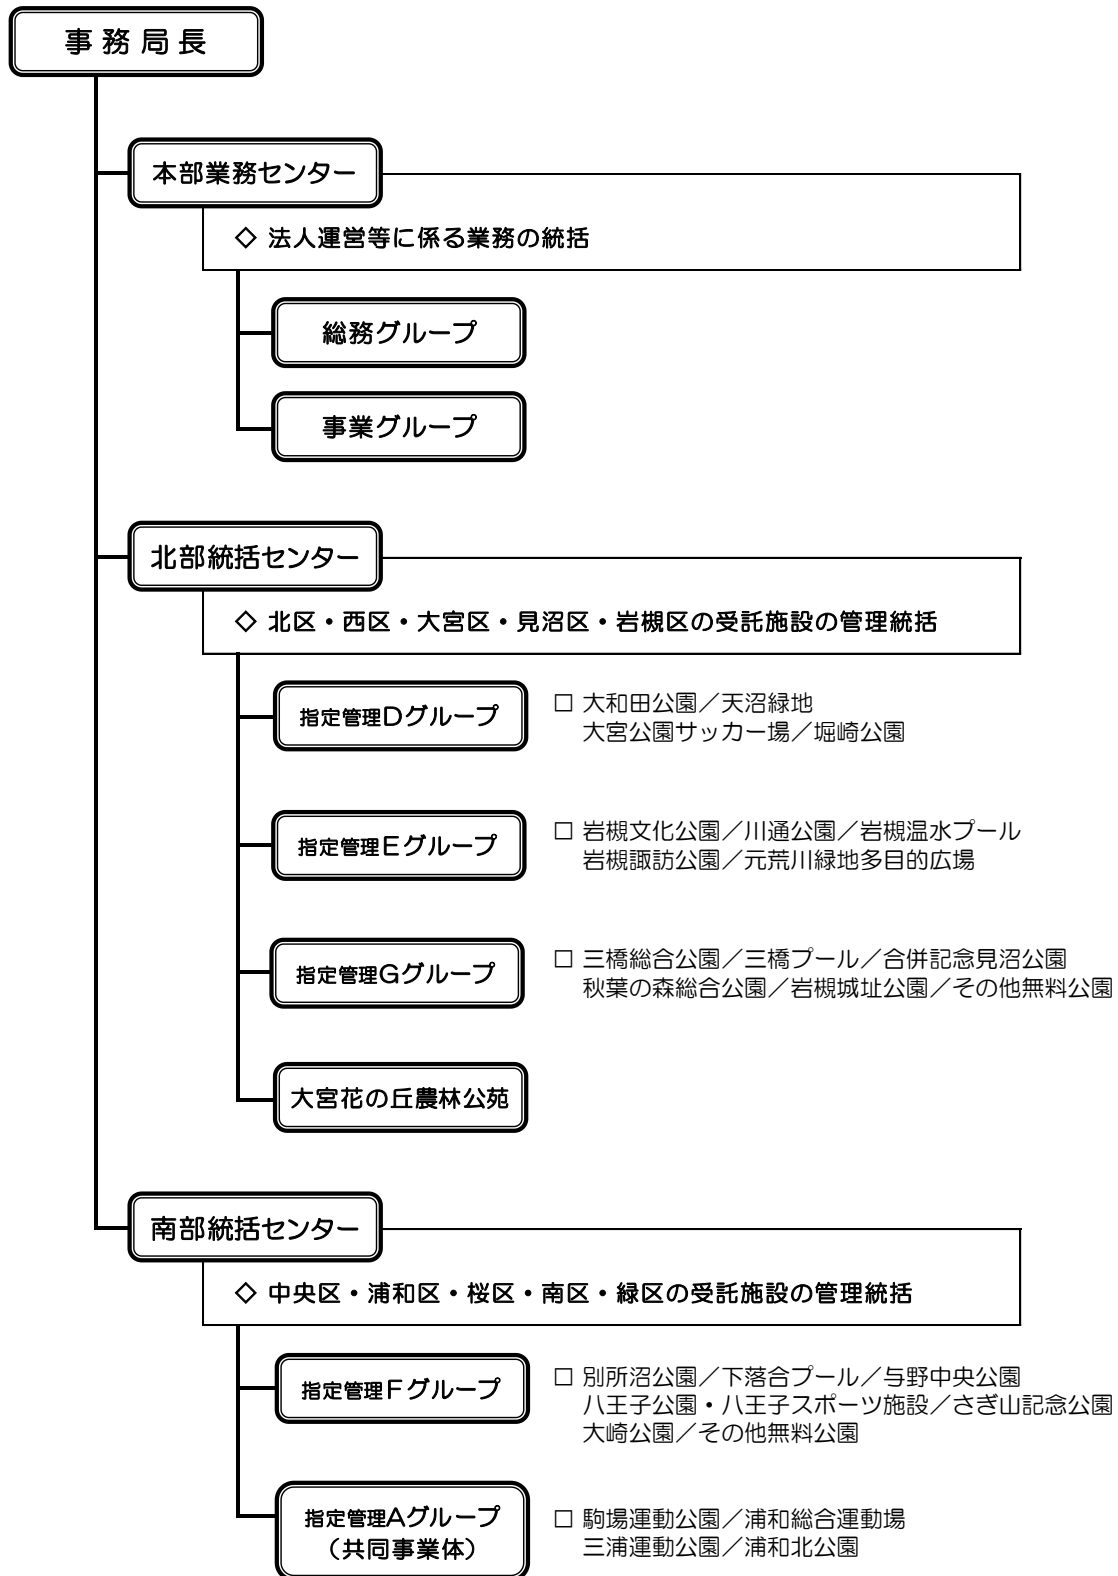 事務局長
本部業務センター
◇ 法人運営等に係る業務の統括
総務グループ
事業グループ
北部統括センター
◇ 北区・西区・大宮区・見沼区・岩槻区の受託施設の管理統括
指定管理Dグループ
□ 大和田公園／天沼緑地
大宮公園サッカー場／堀崎公園
指定管理Eグループ
□ 岩槻文化公園／川通公園／岩槻温水プール
岩槻諏訪公園／元荒川緑地多目的広場
指定管理Gグループ
□ 三橋総合公園／三橋プール／合併記念見沼公園
秋葉の森総合公園／岩槻城址公園／その他無料公園
大宮花の丘農林公苑
南部統括センター
◇ 中央区・浦和区・桜区・南区・緑区の受託施設の管理統括
指定管理Fグループ
□ 別所沼公園／下落合プール／与野中央公園
八王子公園・八王子スポーツ施設／さぎ山記念公園
大崎公園／その他無料公園
指定管理Aグループ
（共同事業体）
□ 駒場運動公園／浦和総合運動場
三浦運動公園／浦和北公園